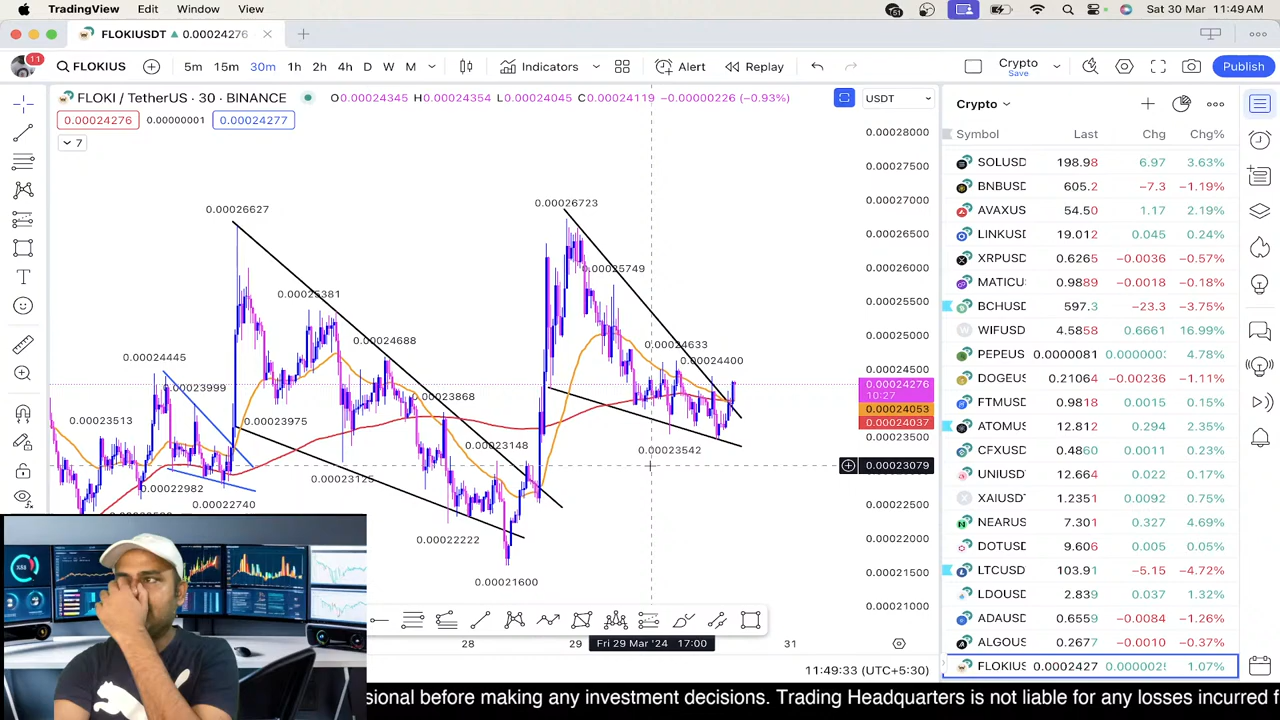 TradingView Edit Window View Sat 30 Mar 11:49 AM
FLOKIUSDT ▲ 0.00024276
11 FLOKIUS 5m 15m 30m 1h 2h 4h D W M Indicators Alert Replay Crypto Save Publish
FLOKI / TetherUS · 30 · BINANCE O0.00024345 H0.00024354 L0.00024045 C0.00024119 −0.00000226 (−0.93%) USDT
0.00024276 0.00000001 0.00024277
7
0.00028000
0.00027500
0.00027000
0.00026500
0.00026000
0.00025500
0.00025000
0.00024500
0.00024276
10:27
0.00024053
0.00024037
0.00023500
0.00023079
0.00022500
0.00022000
0.00021500
0.00021000
0.00026627
0.00026723
0.00025749
0.00025381
0.00024688
0.00024633
0.00024445
0.00024400
0.00023999
0.00023868
0.00023513
0.00023975
0.00023148
0.00023542
0.00023125
0.00022982
0.00022740
0.00022222
0.00021600
28 29 Fri 29 Mar '24 17:00 31
11:49:33 (UTC+5:30)
Crypto
Symbol Last Chg Chg%
SOLUSD 198.98 6.97 3.63%
BNBUSD 605.2 −7.3 −1.19%
AVAXUS 54.50 1.17 2.19%
LINKUSD 19.012 0.045 0.24%
XRPUSD 0.6265 −0.0036 −0.57%
MATICU 0.9889 −0.0018 −0.18%
BCHUSD 597.3 −23.3 −3.75%
WIFUSD 4.5858 0.6661 16.99%
PEPEUS 0.0000081 0.000000 4.78%
DOGEUS 0.21064 −0.00236 −1.11%
FTMUSD 0.9818 0.0015 0.15%
ATOMUS 12.812 0.294 2.35%
CFXUSD 0.4860 0.0011 0.23%
UNIUSD 12.664 0.022 0.17%
XAIUSDT 1.2351 0.0092 0.75%
NEARUS 7.301 0.327 4.69%
DOTUSD 9.606 0.005 0.05%
LTCUSD 103.91 −5.15 −4.72%
LDOUSD 2.839 0.037 1.32%
ADAUSD 0.6559 −0.0084 −1.26%
ALGOUS 0.2677 −0.0010 −0.37%
FLOKIUS 0.0002427 0.000002 1.07%
sional before making any investment decisions. Trading Headquarters is not liable for any losses incurred f